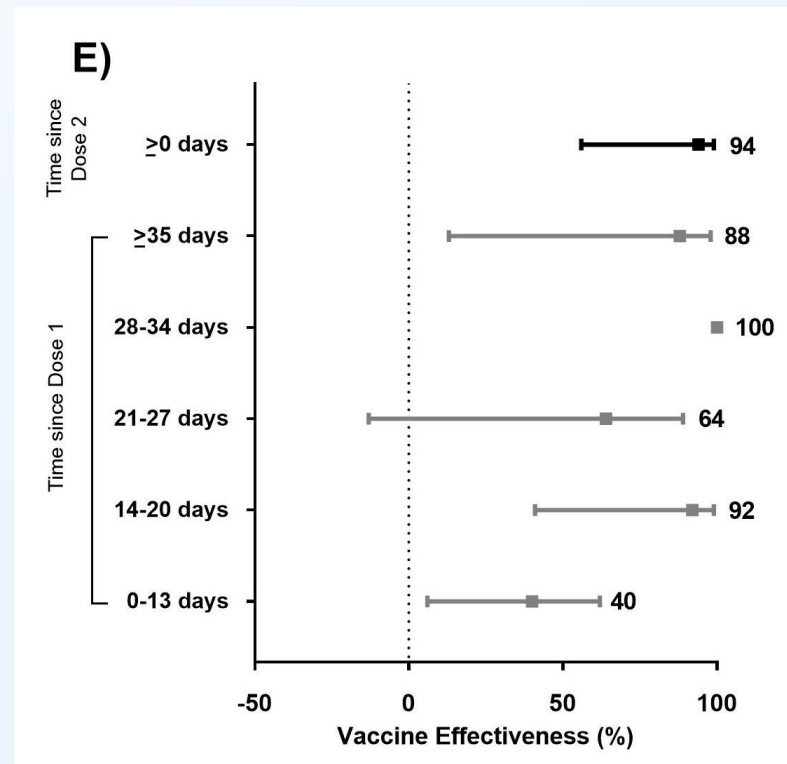 E)
Time since
Dose 2
≥0 days
94
Time since Dose 1
≥35 days
88
28-34 days
100
21-27 days
64
14-20 days
92
0-13 days
40
-50
0
50
100
Vaccine Effectiveness (%)